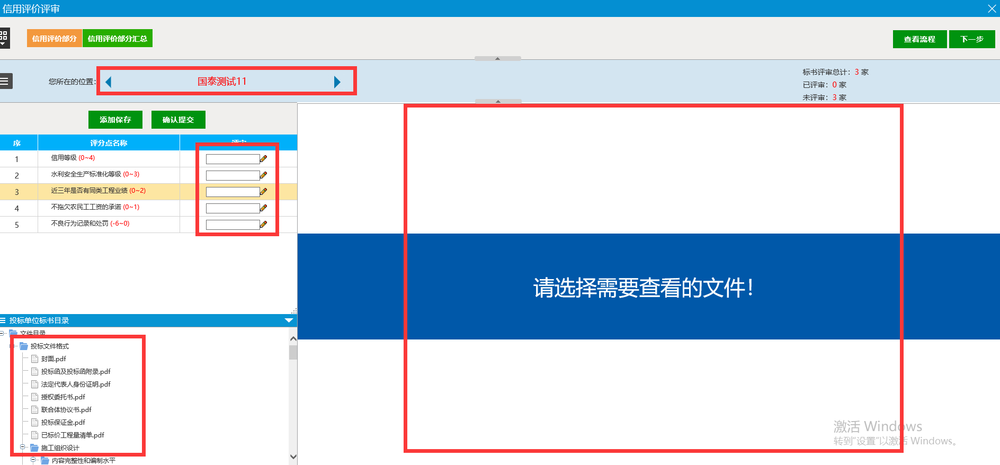 信用评价评审
信用评价部分
信用评价部分汇总
查看流程
下一步
您所在的位置:
国泰测试11
标书评审总计: 3 家
已评审: 0 家
未评审: 3 家
添加保存
确认提交
序
评分点名称
评审
1
信用等级 (0~4)
2
水利安全生产标准化等级 (0~3)
3
近三年是否有同类工程业绩 (0~2)
4
不拖欠农民工工资的承诺 (0~1)
5
不良行为记录和处罚 (-6~0)
请选择需要查看的文件!
投标单位标书目录
文件目录
投标文件格式
封面.pdf
投标函及投标函附录.pdf
法定代表人身份证明.pdf
授权委托书.pdf
联合体协议书.pdf
投标保证金.pdf
已标价工程量清单.pdf
施工组织设计
内容完整性和编制水平
激活 Windows
转到"设置"以激活 Windows。